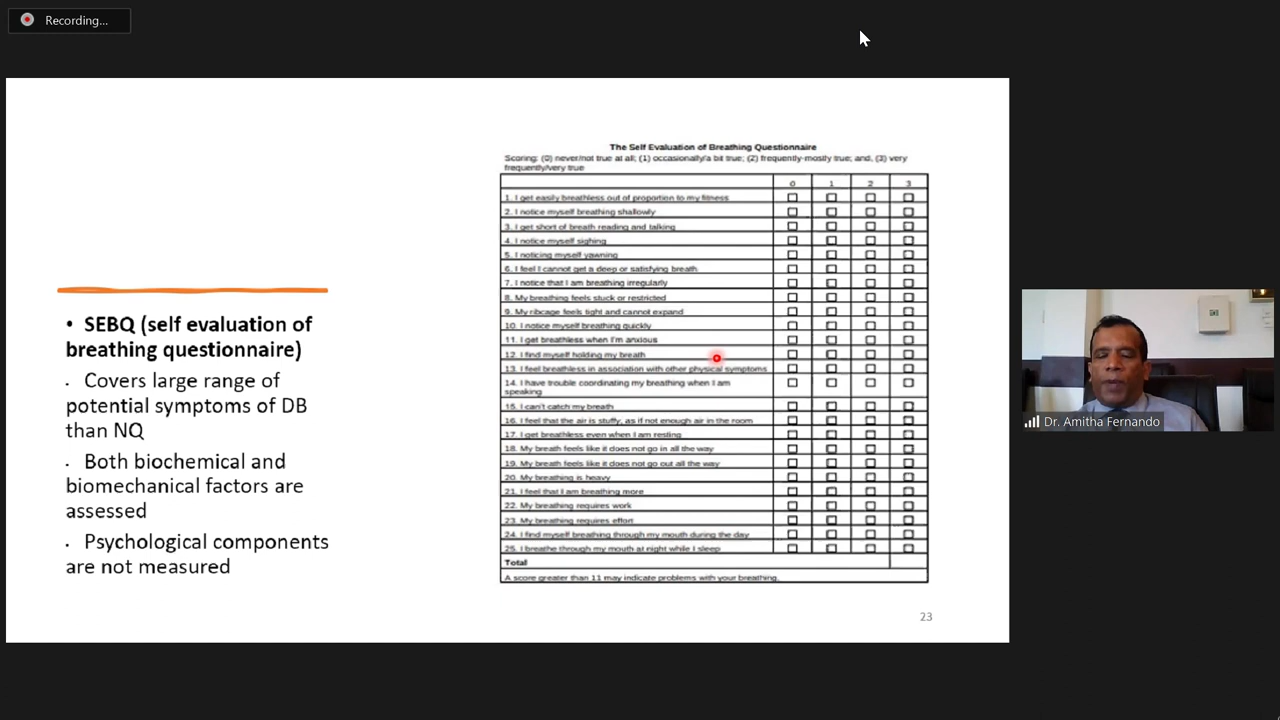 Recording...
SEBQ (self evaluation of
breathing questionnaire)
Covers large range of
potential symptoms of DB
than NQ
Both biochemical and
biomechanical factors are
assessed
Psychological components
are not measured
The Self Evaluation of Breathing Questionnaire
Scoring: (0) never/not true at all; (1) occasionally/a bit true; (2) frequently-mostly true; and, (3) very
frequently/very true
0 1 2 3
1. I get easily breathless out of proportion to my fitness
2. I notice myself breathing shallowly
3. I get short of breath reading and talking
4. I notice myself sighing
5. I noticing myself yawning
6. I feel I cannot get a deep or satisfying breath
7. I notice that I am breathing irregularly
8. My breathing feels stuck or restricted
9. My ribcage feels tight and cannot expand
10. I notice myself breathing quickly
11. I get breathless when I'm anxious
12. I find myself holding my breath
13. I feel breathless in association with other physical symptoms
14. I have trouble coordinating my breathing when I am
speaking
15. I can't catch my breath
16. I feel that the air is stuffy, as if not enough air in the room
17. I get breathless even when I am resting
18. My breath feels like it does not go in all the way
19. My breath feels like it does not go out all the way
20. My breathing is heavy
21. I feel that I am breathing more
22. My breathing requires work
23. My breathing requires effort
24. I find myself breathing through my mouth during the day
25. I breathe through my mouth at night while I sleep
Total
A score greater than 11 may indicate problems with your breathing.
23
Dr. Amitha Fernando